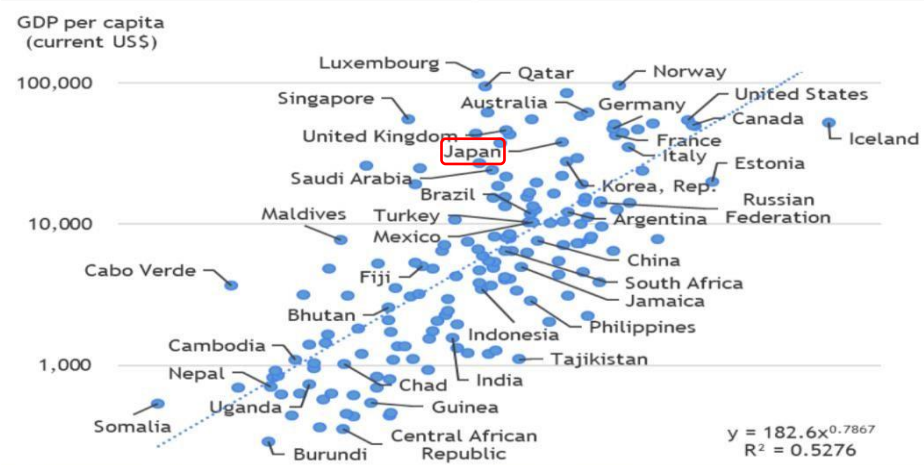 GDP per capita
(current US$)
Luxembourg
Qatar
Norway
100,000
Singapore
Australia
Germany
United States
Canada
United Kingdom
France
Iceland
Japan
Italy
Estonia
Saudi Arabia
Korea, Rep.
Brazil
Russian
Federation
Maldives
Turkey
Argentina
10,000
Mexico
China
Cabo Verde
Fiji
South Africa
Jamaica
Bhutan
Indonesia
Philippines
Cambodia
Tajikistan
1,000
Nepal
Chad
India
Uganda
Guinea
Somalia
Central African
Republic
Burundi
y = 182.6x0.7867
R² = 0.5276